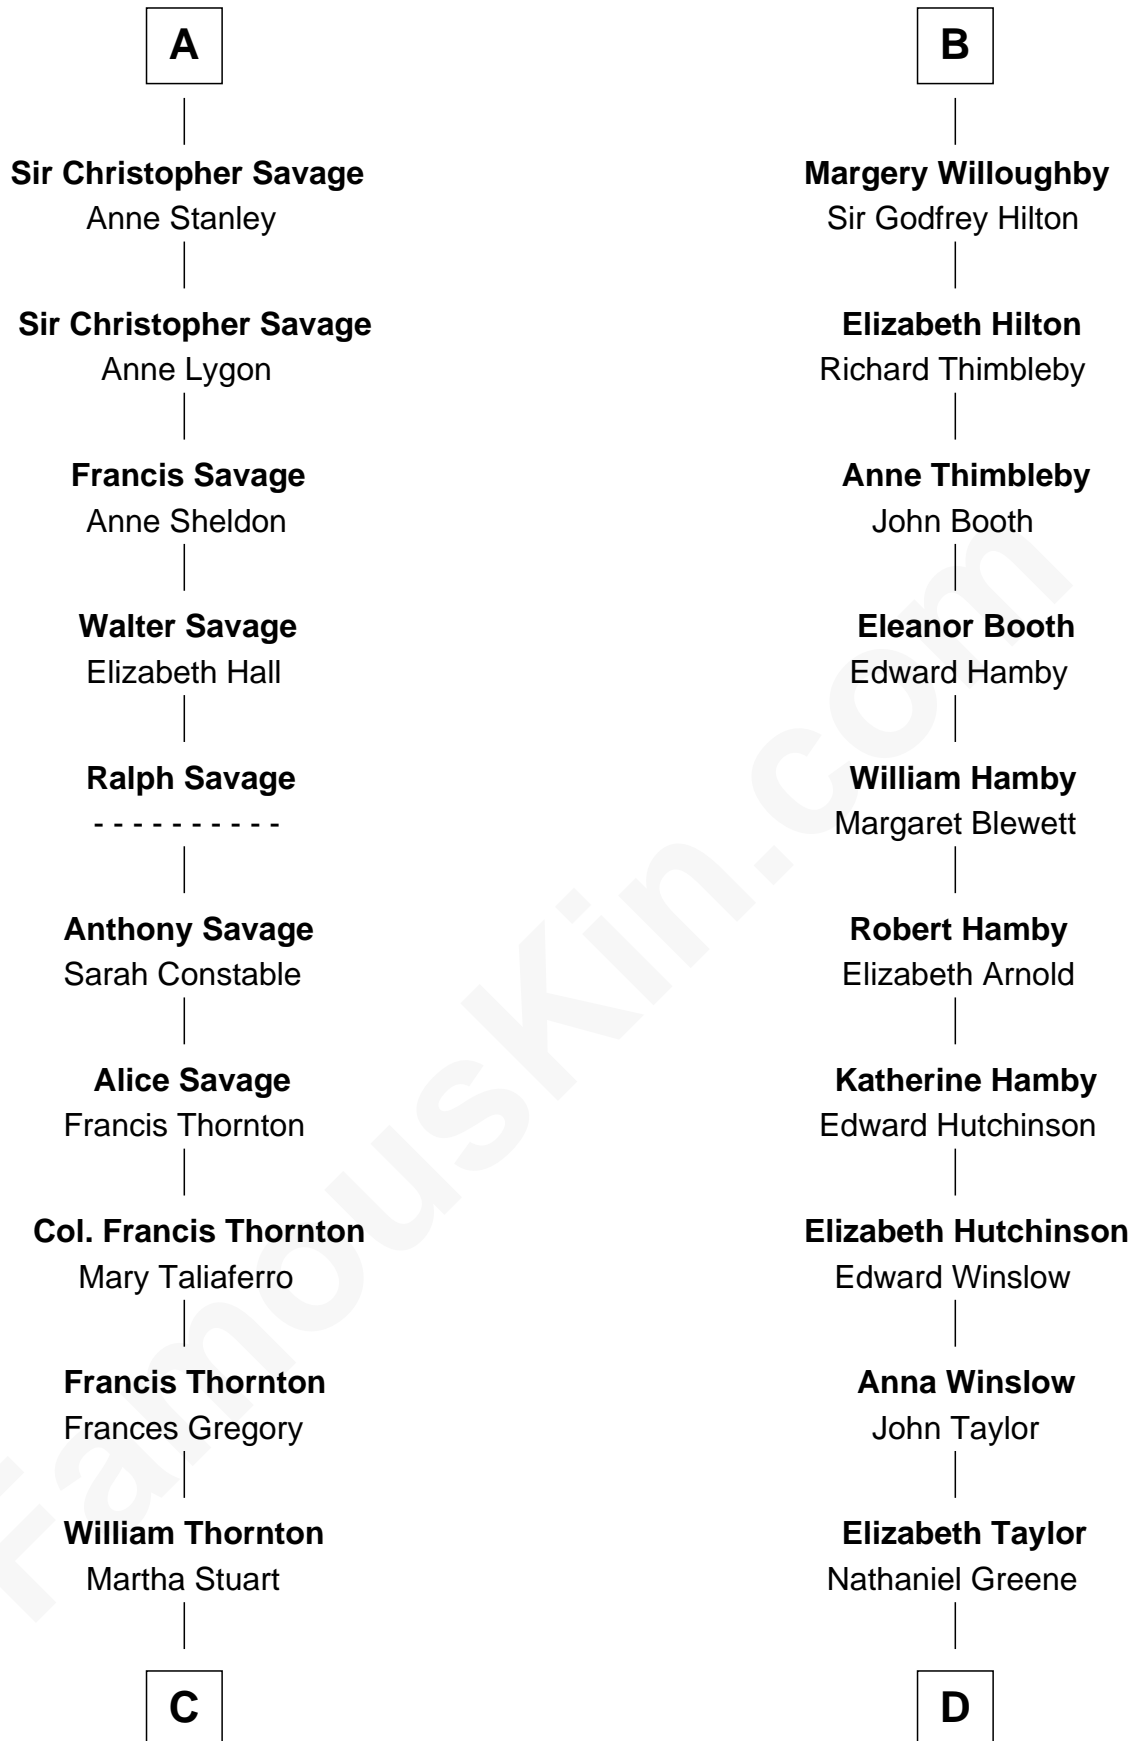 A
Sir Christopher Savage
Anne Stanley
Sir Christopher Savage
Anne Lygon
Francis Savage
Anne Sheldon
Walter Savage
Elizabeth Hall
Ralph Savage
- - - - - - - - - -
Anthony Savage
Sarah Constable
Alice Savage
Francis Thornton
Col. Francis Thornton
Mary Taliaferro
Francis Thornton
Frances Gregory
William Thornton
Martha Stuart
C
B
Margery Willoughby
Sir Godfrey Hilton
Elizabeth Hilton
Richard Thimbleby
Anne Thimbleby
John Booth
Eleanor Booth
Edward Hamby
William Hamby
Margaret Blewett
Robert Hamby
Elizabeth Arnold
Katherine Hamby
Edward Hutchinson
Elizabeth Hutchinson
Edward Winslow
Anna Winslow
John Taylor
Elizabeth Taylor
Nathaniel Greene
D
FamousKin.com